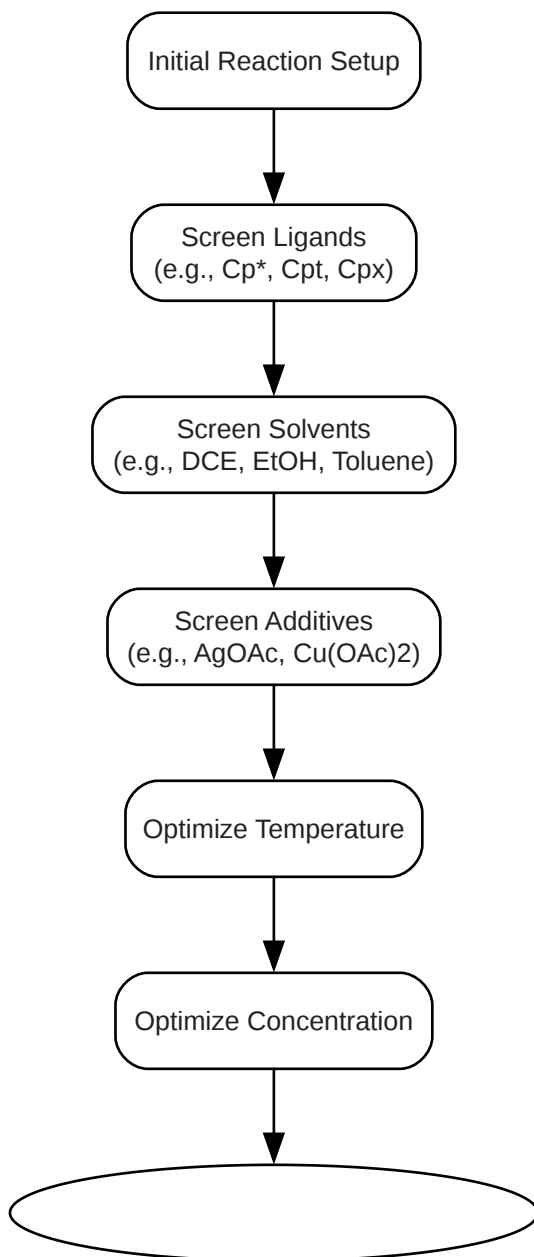 Initial Reaction Setup
Screen Ligands
(e.g., Cp*, Cpt, Cpx)
Screen Solvents
(e.g., DCE, EtOH, Toluene)
Screen Additives
(e.g., AgOAc, Cu(OAc)2)
Optimize Temperature
Optimize Concentration